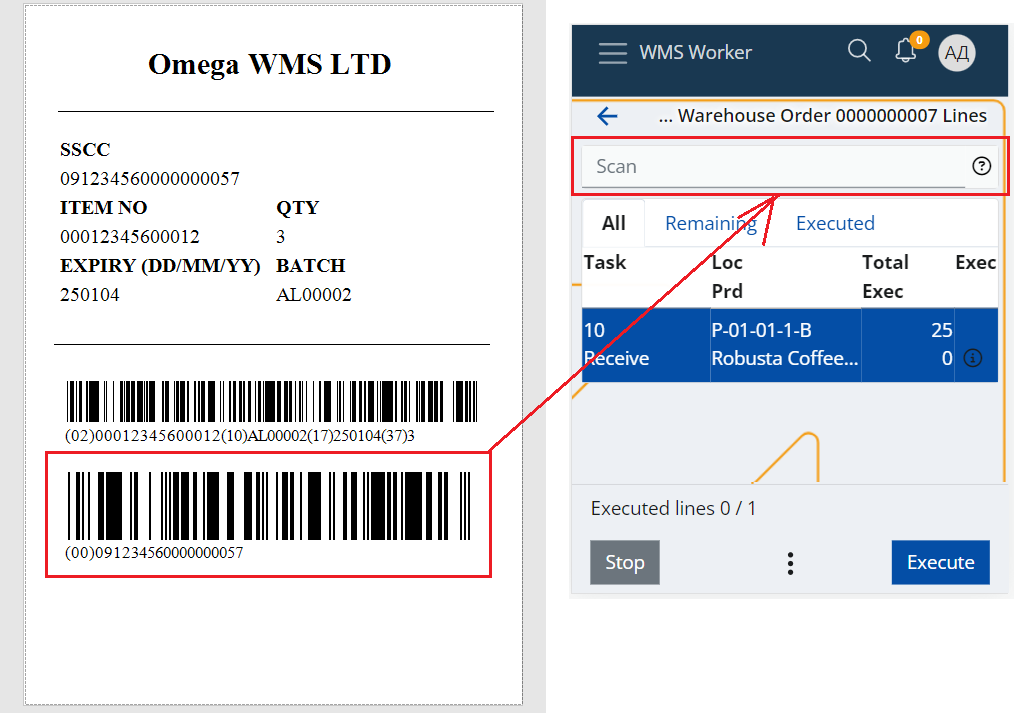 Omega WMS LTD
SSCC
091234560000000057
ITEM NO QTY
00012345600012 3
EXPIRY (DD/MM/YY) BATCH
250104 AL00002
(02)00012345600012(10)AL00002(17)250104(37)3
(00)091234560000000057
WMS Worker 0 АД
... Warehouse Order 0000000007 Lines
Scan
All Remaining Executed
Task Loc Total Exec
Prd Exec
10 P-01-01-1-B 25
Receive Robusta Coffee... 0
Executed lines 0 / 1
Stop Execute